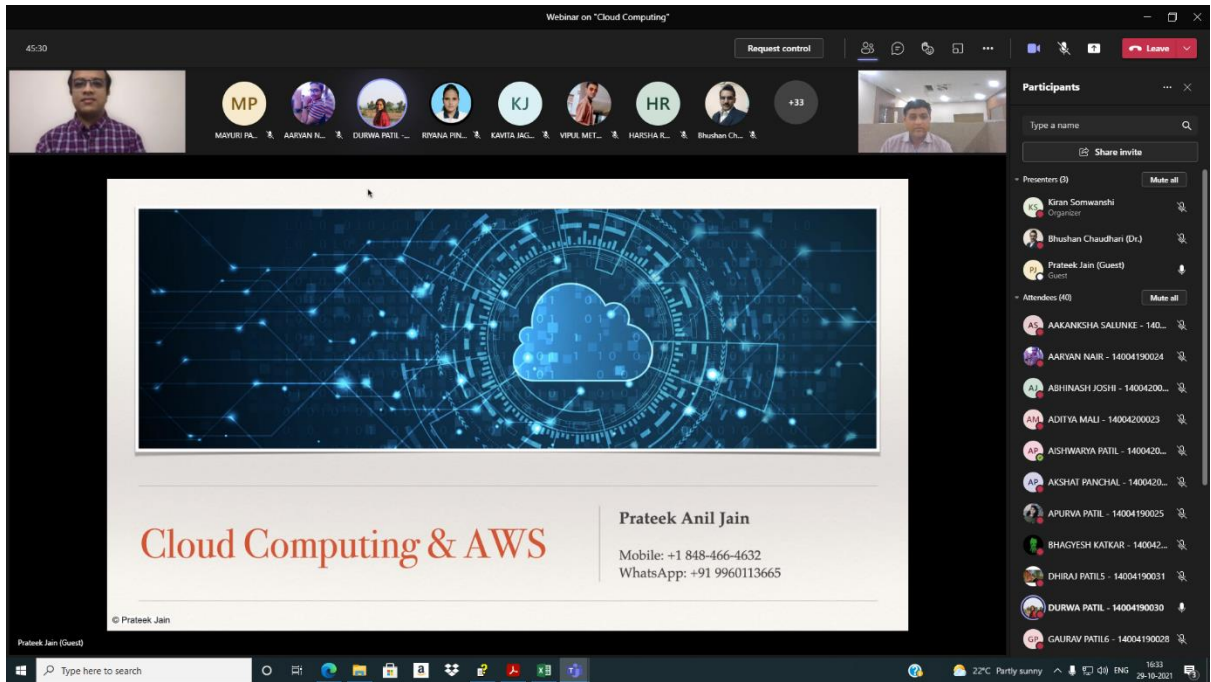 Webinar on "Cloud Computing"
45:30
Request control
Leave
MP
MAYURI PA...
AARYAN N...
DURWA PATIL -...
RIYANA PIN...
KJ
KAVITA JAG...
VIPUL MET...
HR
HARSHA R...
Bhushan Ch...
+33
Cloud Computing & AWS
Prateek Anil Jain
Mobile: +1 848-466-4632
WhatsApp: +91 9960113665
© Prateek Jain
Prateek Jain (Guest)
Participants
Type a name
Share invite
Presenters (3)
Mute all
KS
Kiran Somwanshi
Organizer
Bhushan Chaudhari (Dr.)
PJ
Prateek Jain (Guest)
Guest
Attendees (40)
Mute all
AS
AAKANKSHA SALUNKE - 140...
AARYAN NAIR - 14004190024
AJ
ABHINASH JOSHI - 14004200...
AM
ADITYA MALI - 14004200023
AP
AISHWARYA PATIL - 1400420...
AP
AKSHAT PANCHAL - 1400420...
APURVA PATIL - 14004190025
BHAGYESH KATKAR - 140042...
DHIRAJ PATIL5 - 14004190031
DURWA PATIL - 14004190030
GP
GAURAV PATIL6 - 14004190028
Type here to search
a
22°C Partly sunny
ENG
16:33
29-10-2021